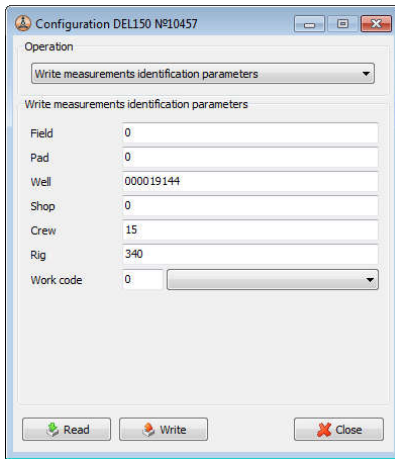 Configuration DEL150 №10457
Operation
Write measurements identification parameters
Write measurements identification parameters
Field 0
Pad 0
Well 000019144
Shop 0
Crew 15
Rig 340
Work code 0
Read Write Close